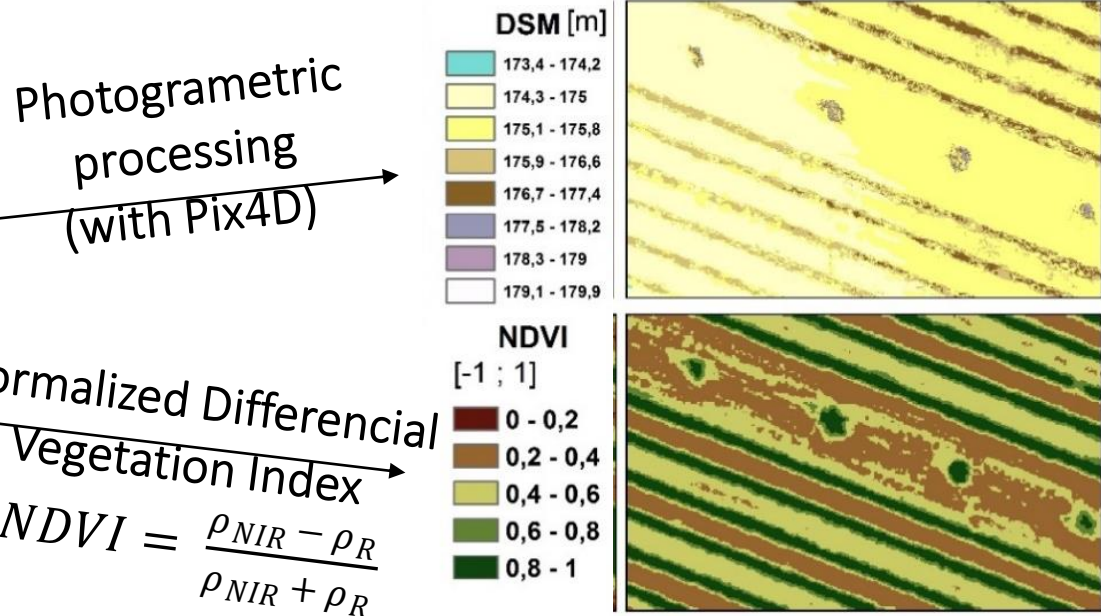 Photogrametric
processing
(with Pix4D)
DSM [m]
173,4 - 174,2
174,3 - 175
175,1 - 175,8
175,9 - 176,6
176,7 - 177,4
177,5 - 178,2
178,3 - 179
179,1 - 179,9
ormalized Differencial
Vegetation Index
NDVI = ρNIR − ρR / ρNIR + ρR
NDVI
[-1 ; 1]
0 - 0,2
0,2 - 0,4
0,4 - 0,6
0,6 - 0,8
0,8 - 1